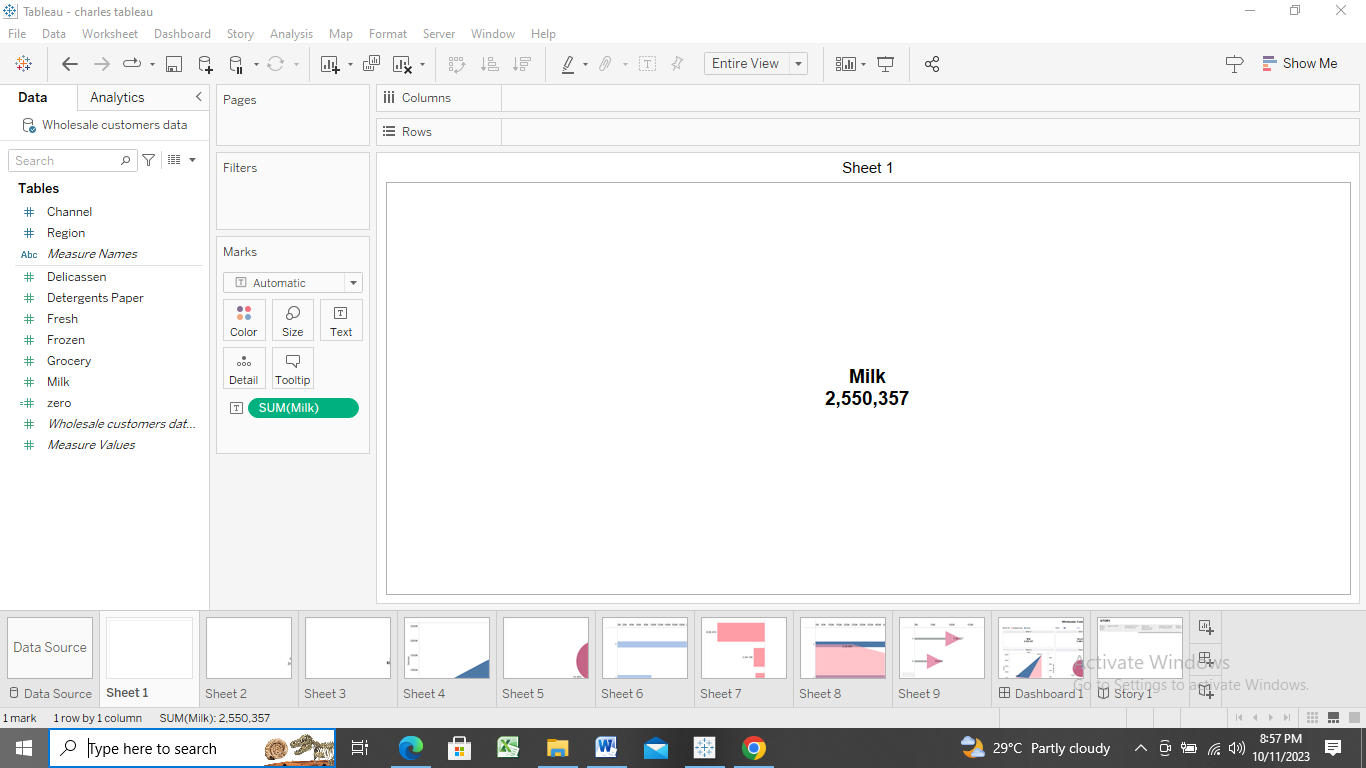 Tableau - charles tableau
File Data Worksheet Dashboard Story Analysis Map Format Server Window Help
Entire View
Show Me
Data Analytics
Wholesale customers data
Search
Tables
Channel
Region
Abc Measure Names
Delicassen
Detergents Paper
Fresh
Frozen
Grocery
Milk
zero
Wholesale customers dat...
Measure Values
Pages
Filters
Marks
Automatic
Color Size Text
Detail Tooltip
SUM(Milk)
Columns
Rows
Sheet 1
Milk
2,550,357
Data Source
Data Source Sheet 1 Sheet 2 Sheet 3 Sheet 4 Sheet 5 Sheet 6 Sheet 7 Sheet 8 Sheet 9 Dashboard 1 Story 1
STORY
Activate Windows
Go to Settings to activate Windows.
1 mark 1 row by 1 column SUM(Milk): 2,550,357
Type here to search
29°C Partly cloudy
8:57 PM
10/11/2023